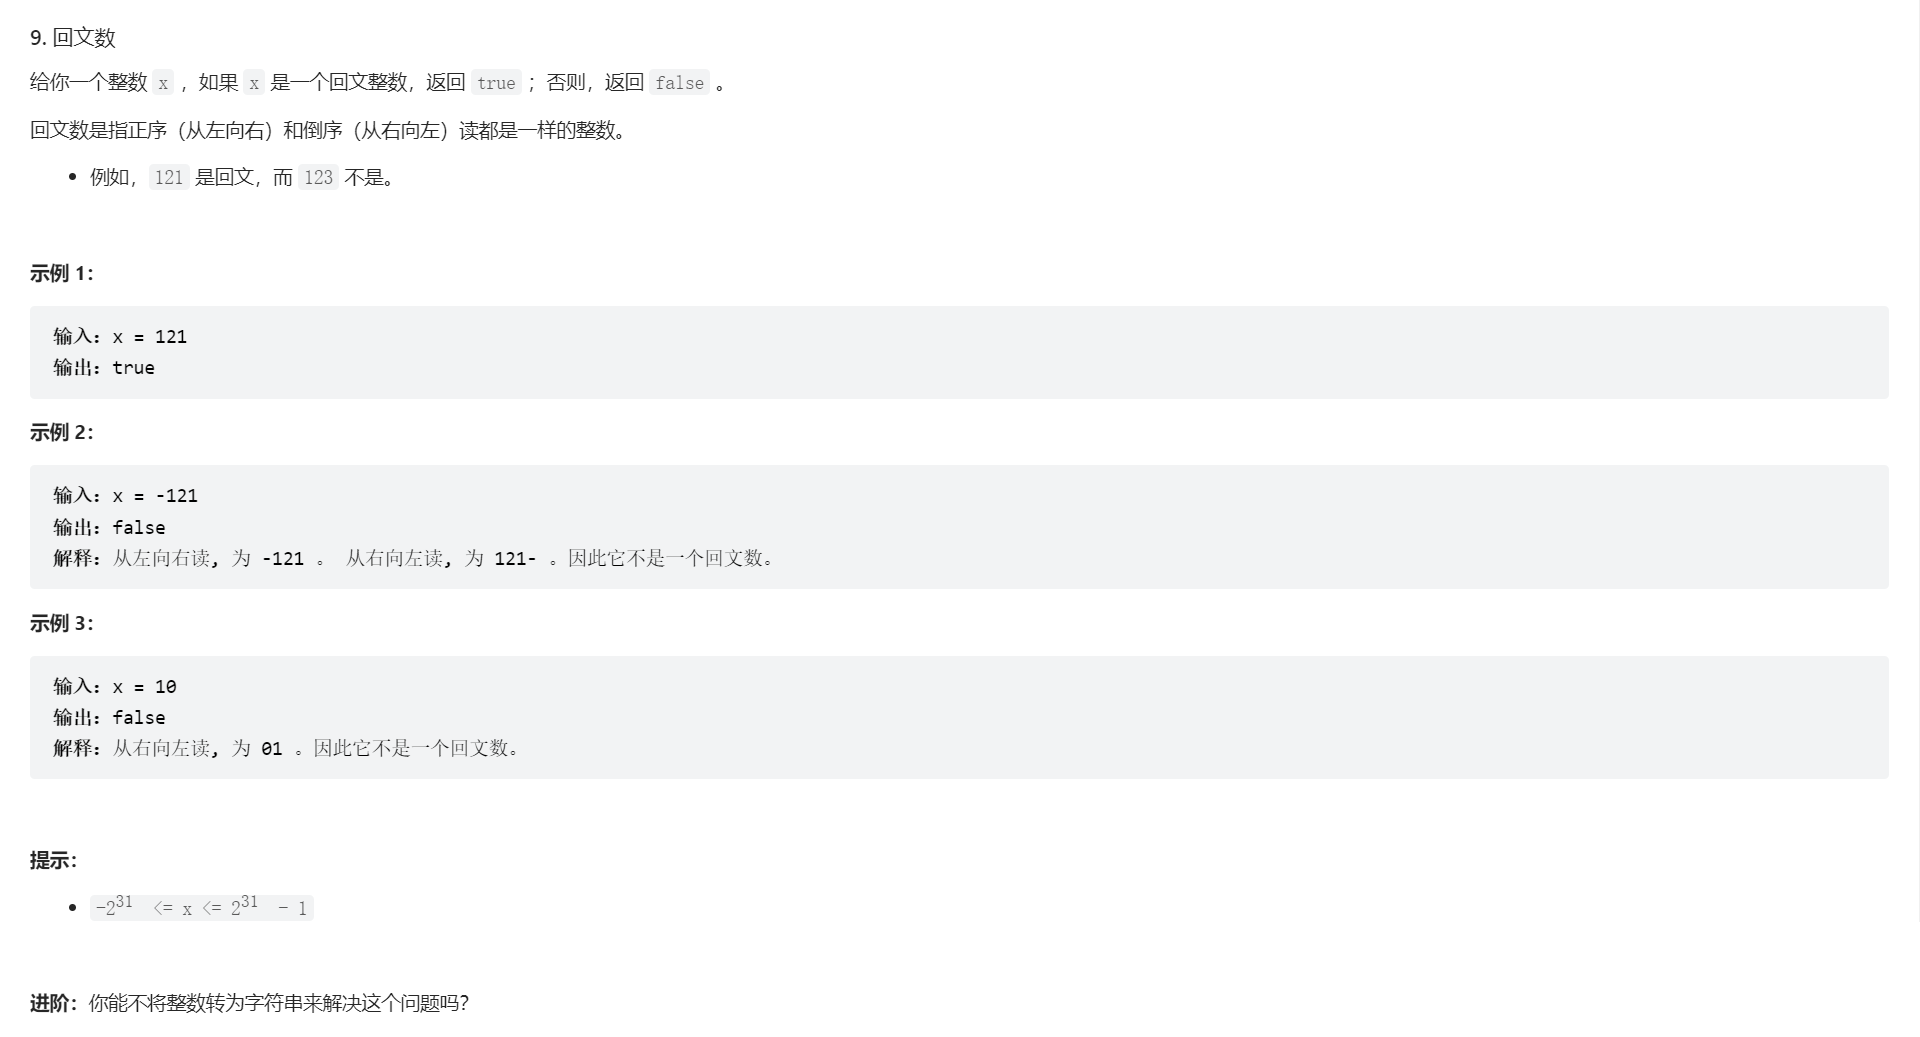 9. 回文数
给你一个整数 x ，如果 x 是一个回文整数，返回 true ；否则，返回 false 。
回文数是指正序（从左向右）和倒序（从右向左）读都是一样的整数。
• 例如，121 是回文，而 123 不是。
示例 1：
输入：x = 121
输出：true
示例 2：
输入：x = -121
输出：false
解释：从左向右读, 为 -121 。 从右向左读, 为 121- 。因此它不是一个回文数。
示例 3：
输入：x = 10
输出：false
解释：从右向左读, 为 01 。因此它不是一个回文数。
提示：
• -2³¹ <= x <= 2³¹ - 1
进阶：你能不将整数转为字符串来解决这个问题吗？